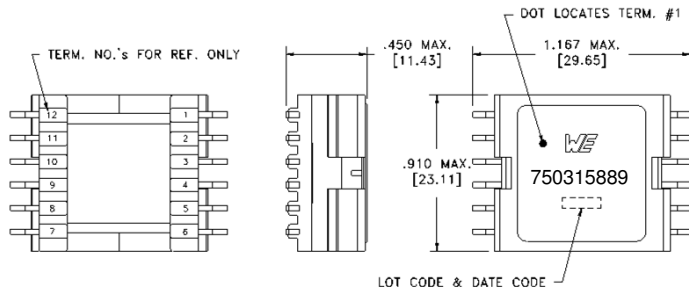 DOT LOCATES TERM. #1
TERM. NO.'s FOR REF. ONLY
.450 MAX.
[11.43]
1.167 MAX.
[29.65]
12
11
10
9
8
7
1
2
3
4
5
6
.910 MAX.
[23.11]
WE
750315889
LOT CODE & DATE CODE